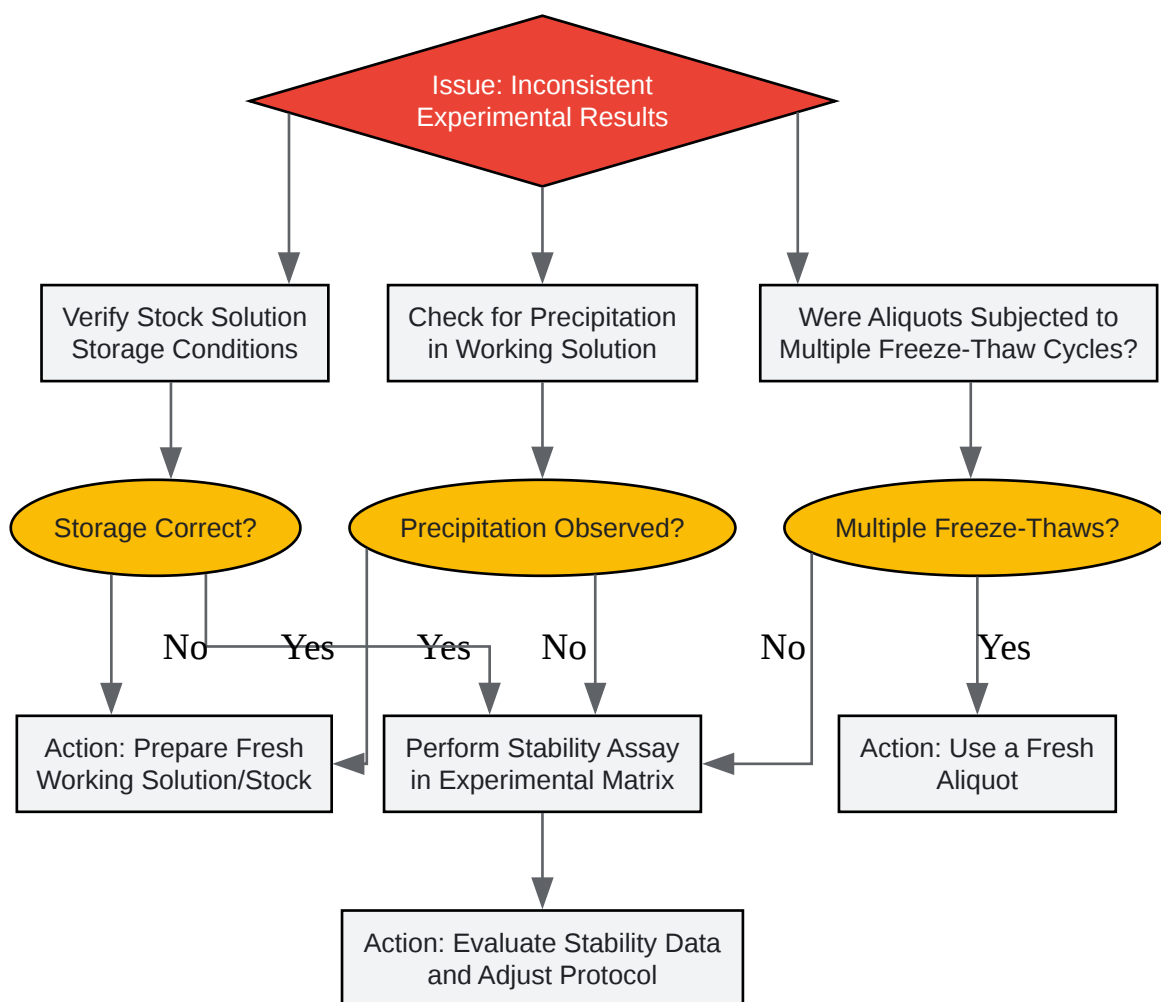 Issue: Inconsistent
Experimental Results
Verify Stock Solution
Storage Conditions
Check for Precipitation
in Working Solution
Were Aliquots Subjected to
Multiple Freeze-Thaw Cycles?
Storage Correct?
Precipitation Observed?
Multiple Freeze-Thaws?
No
Yes
Yes
No
No
Yes
Action: Prepare Fresh
Working Solution/Stock
Perform Stability Assay
in Experimental Matrix
Action: Use a Fresh
Aliquot
Action: Evaluate Stability Data
and Adjust Protocol